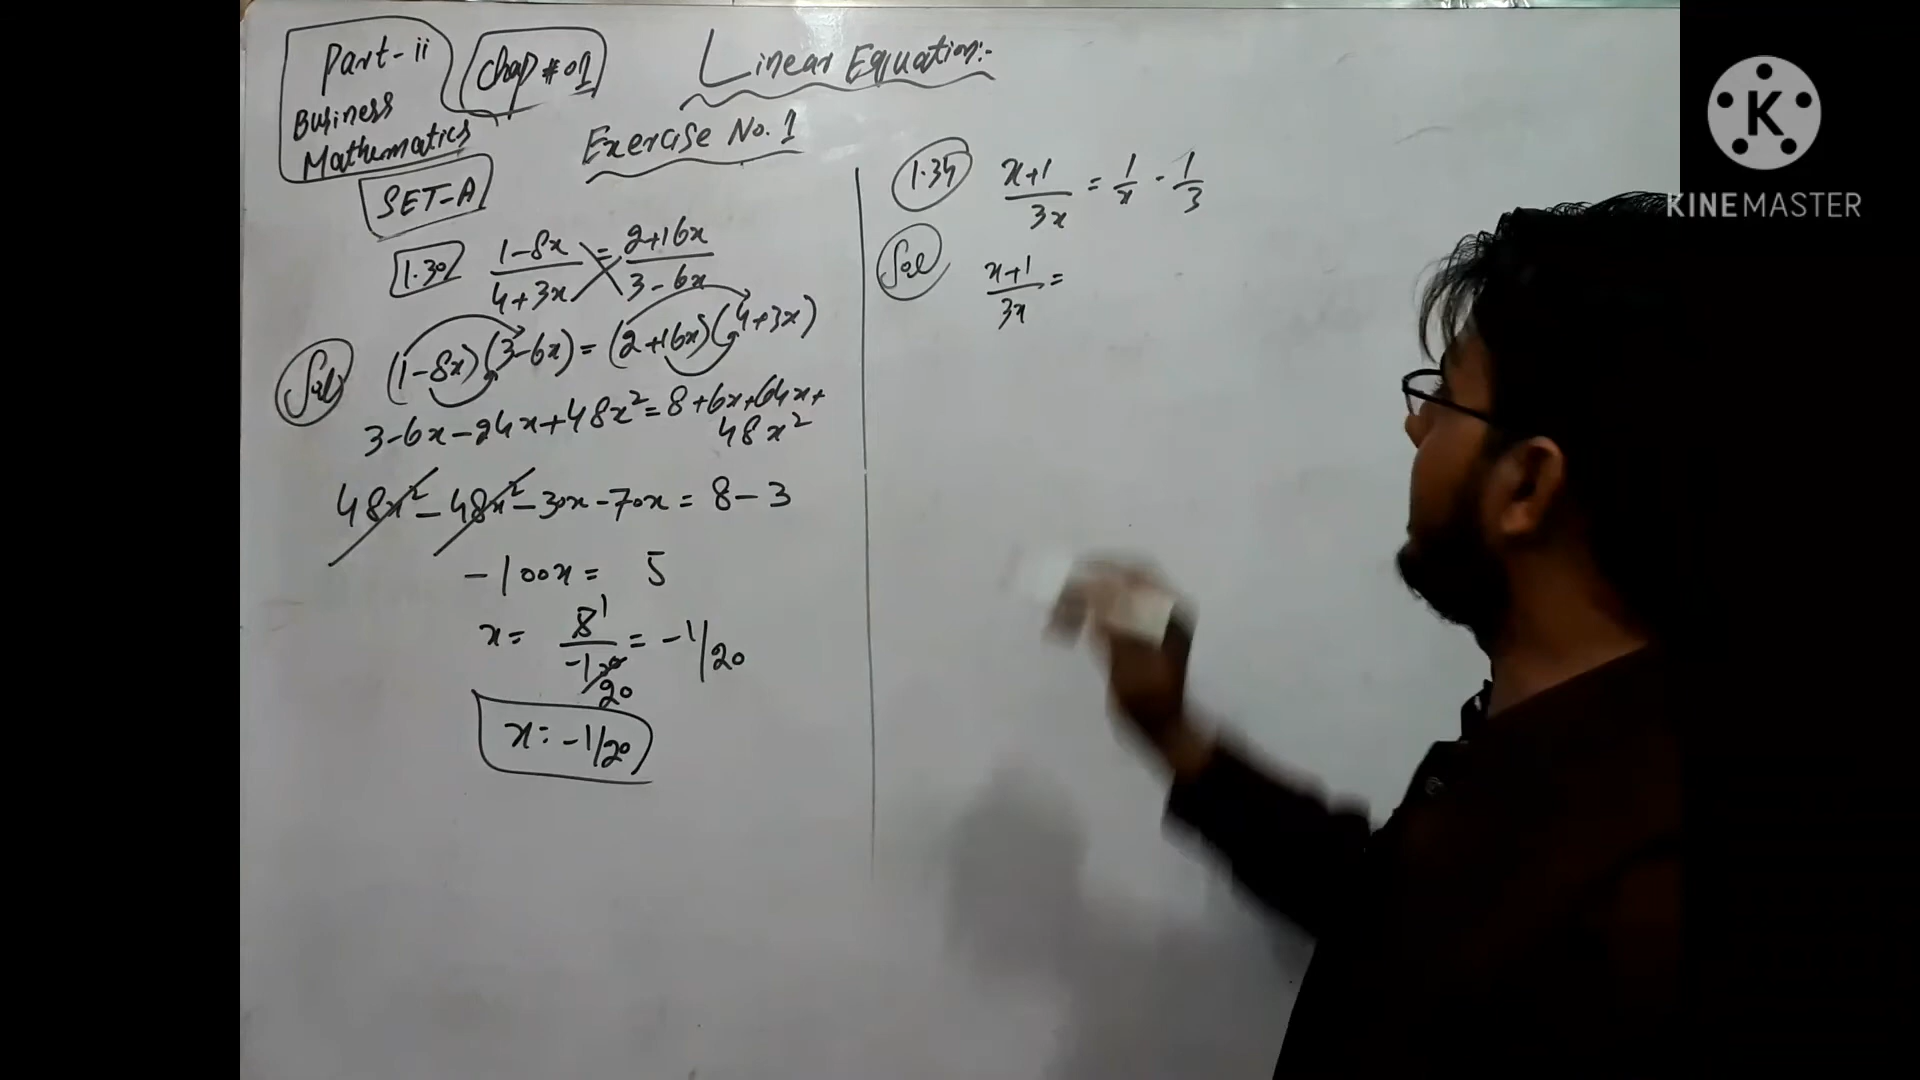 Part-ii
Business
Mathematics
Chap # 01
Linear Equation:-
Exercise No. 1
SET-A
1.30 1-8x/4+3x = 2+16x/3-6x
Sol (1-8x)(3-6x) = (2+16x)(4+3x)
3-6x-24x+48x² = 8+6x+64x+
48x²
48x² - 48x² - 30x - 70x = 8 - 3
-100x = 5
x = 5 1/-100 20 = -1/20
x = -1/20
x+1/3x = 1/x - 1/3
Sol
x+1/3x =
K
KINEMASTER